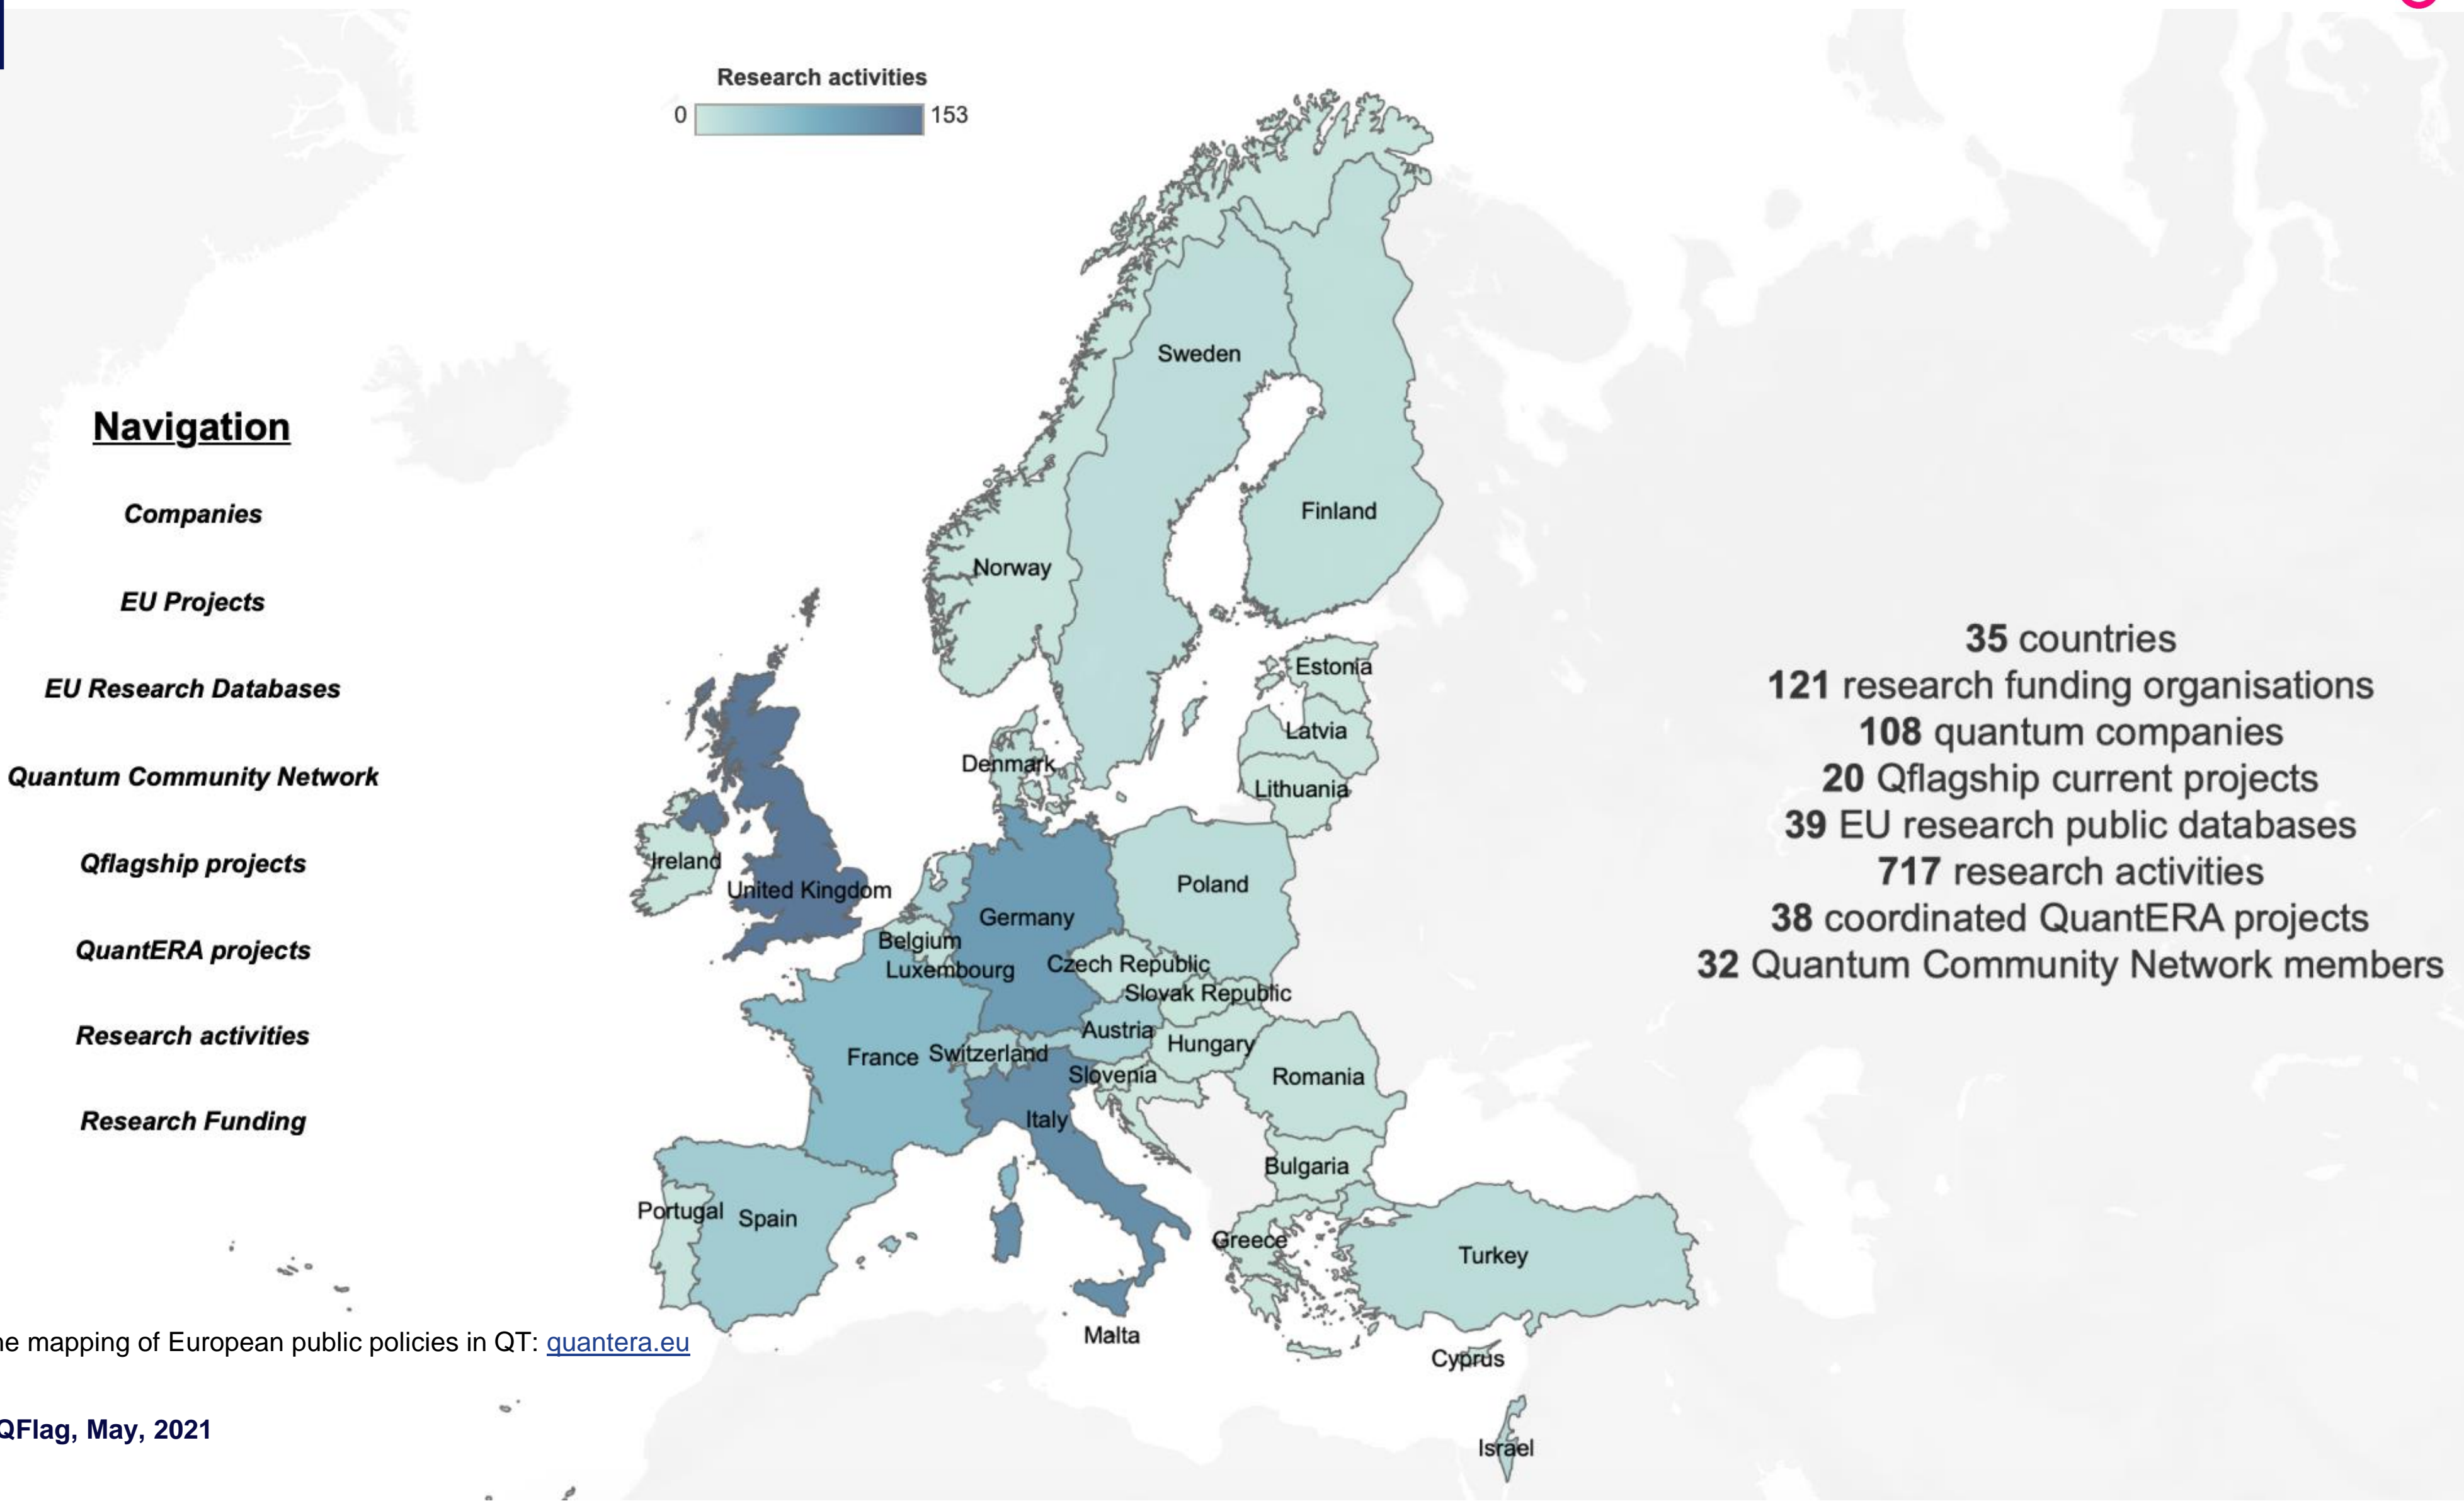 Research activities
0 153
Navigation
Companies
EU Projects
EU Research Databases
Quantum Community Network
Qflagship projects
QuantERA projects
Research activities
Research Funding
Sweden
Finland
Norway
Estonia
Latvia
Denmark
Lithuania
Ireland
United Kingdom
Poland
Germany
Belgium
Luxembourg
Czech Republic
Slovak Republic
Austria
Hungary
France
Switzerland
Slovenia
Romania
Italy
Bulgaria
Portugal
Spain
Greece
Turkey
Malta
Cyprus
Israel
35 countries
121 research funding organisations
108 quantum companies
20 Qflagship current projects
39 EU research public databases
717 research activities
38 coordinated QuantERA projects
32 Quantum Community Network members
mapping of European public policies in QT: quantera.eu
QFlag, May, 2021